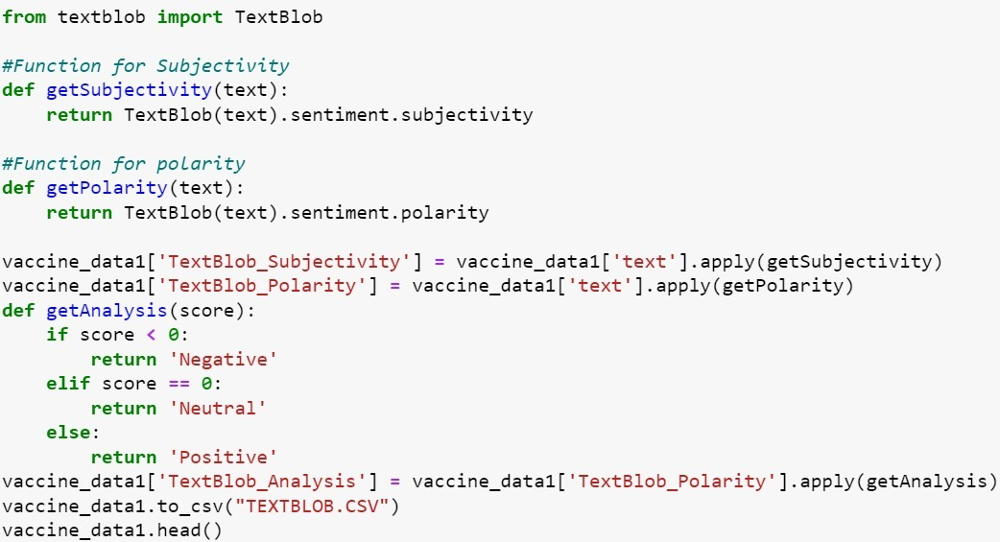 from textblob import TextBlob
#Function for Subjectivity
def getSubjectivity(text):
    return TextBlob(text).sentiment.subjectivity
#Function for polarity
def getPolarity(text):
    return TextBlob(text).sentiment.polarity
vaccine_data1['TextBlob_Subjectivity'] = vaccine_data1['text'].apply(getSubjectivity)
vaccine_data1['TextBlob_Polarity'] = vaccine_data1['text'].apply(getPolarity)
def getAnalysis(score):
    if score < 0:
        return 'Negative'
    elif score == 0:
        return 'Neutral'
    else:
        return 'Positive'
vaccine_data1['TextBlob_Analysis'] = vaccine_data1['TextBlob_Polarity'].apply(getAnalysis)
vaccine_data1.to_csv("TEXTBLOB.CSV")
vaccine_data1.head()